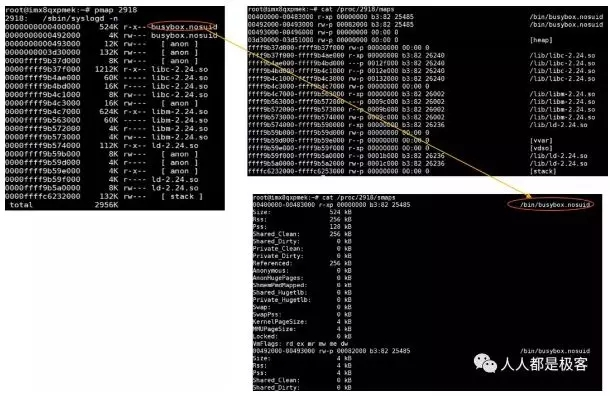 root@imx8qxpmek:~# pmap 2918
2918:   /sbin/syslogd -n
0000000000400000   524K r-x-- busybox.nosuid
0000000000492000     4K rw--- busybox.nosuid
0000000000493000    12K rw---   [ anon ]
000000003d30000   132K rw---   [ anon ]
0000ffff9b37d000     8K rw---   [ anon ]
0000ffff9b37f000  1212K r-x-- libc-2.24.so
0000ffff9b4ae000    60K ----- libc-2.24.so
0000ffff9b4bd000    16K r---- libc-2.24.so
0000ffff9b4c1000     8K rw--- libc-2.24.so
0000ffff9b4c3000    16K rw---   [ anon ]
0000ffff9b4c7000   624K r-x-- libm-2.24.so
0000ffff9b563000    60K ----- libm-2.24.so
0000ffff9b572000     4K r---- libm-2.24.so
0000ffff9b573000     4K rw--- libm-2.24.so
0000ffff9b574000   112K r-x-- ld-2.24.so
0000ffff9b59b000     8K rw---   [ anon ]
0000ffff9b59d000     4K r----   [ anon ]
0000ffff9b59e000     4K r-x--   [ anon ]
0000ffff9b59f000     4K r---- ld-2.24.so
0000ffff9b5a0000     8K rw--- ld-2.24.so
0000ffffc6232000   132K rw---   [ stack ]
total             2956K
root@imx8qxpmek:~# cat /proc/2918/maps
00400000-00483000 r-xp 00000000 b3:82 25485 /bin/busybox.nosuid
00492000-00493000 rw-p 00082000 b3:82 25485 /bin/busybox.nosuid
00493000-00496000 rw-p 00000000 00:00 0
03d30000-03d51000 rw-p 00000000 00:00 0 [heap]
ffff9b37d000-ffff9b37f000 rw-p 00000000 00:00 0
ffff9b37f000-ffff9b4ae000 r-xp 00000000 b3:82 26240 /lib/libc-2.24.so
ffff9b4ae000-ffff9b4bd000 ---p 0012f000 b3:82 26240 /lib/libc-2.24.so
ffff9b4bd000-ffff9b4c1000 r--p 0012e000 b3:82 26240 /lib/libc-2.24.so
ffff9b4c1000-ffff9b4c3000 rw-p 00132000 b3:82 26240 /lib/libc-2.24.so
ffff9b4c3000-ffff9b4c7000 rw-p 00000000 00:00 0
ffff9b4c7000-ffff9b563000 r-xp 00000000 b3:82 26002 /lib/libm-2.24.so
ffff9b563000-ffff9b572000 ---p 0009c000 b3:82 26002 /lib/libm-2.24.so
ffff9b572000-ffff9b573000 r--p 0009b000 b3:82 26002 /lib/libm-2.24.so
ffff9b573000-ffff9b574000 rw-p 0009c000 b3:82 26002 /lib/libm-2.24.so
ffff9b574000-ffff9b590000 r-xp 00000000 b3:82 26236 /lib/ld-2.24.so
ffff9b59b000-ffff9b59d000 rw-p 00000000 00:00 0
ffff9b59d000-ffff9b59e000 r--p 00000000 00:00 0 [vvar]
ffff9b59e000-ffff9b59f000 r-xp 00000000 00:00 0 [vdso]
ffff9b59f000-ffff9b5a0000 r--p 0001b000 b3:82 26236 /lib/ld-2.24.so
ffff9b5a0000-ffff9b5a2000 rw-p 0001c000 b3:82 26236 /lib/ld-2.24.so
ffffc6232000-ffffc6253000 rw-p 00000000 00:00 0 [stack]
root@imx8qxpmek:~# cat /proc/2918/smaps
00400000-00483000 r-xp 00000000 b3:82 25485 /bin/busybox.nosuid
Size: 524 kB
Rss: 256 kB
Pss: 128 kB
Shared_Clean: 256 kB
Shared_Dirty: 0 kB
Private_Clean: 0 kB
Private_Dirty: 0 kB
Referenced: 256 kB
Anonymous: 0 kB
AnonHugePages: 0 kB
ShmemPmdMapped: 0 kB
Shared_Hugetlb: 0 kB
Private_Hugetlb: 0 kB
Swap: 0 kB
SwapPss: 0 kB
KernelPageSize: 4 kB
MMUPageSize: 4 kB
Locked: 0 kB
VmFlags: rd ex mr mw me dw
00492000-00493000 rw-p 00082000 b3:82 25485 /bin/busybox.nosuid
Size: 4 kB
Rss: 4 kB
Pss: 4 kB
Shared_Clean: 0 kB
Shared_Dirty: 0 kB
人人都是极客